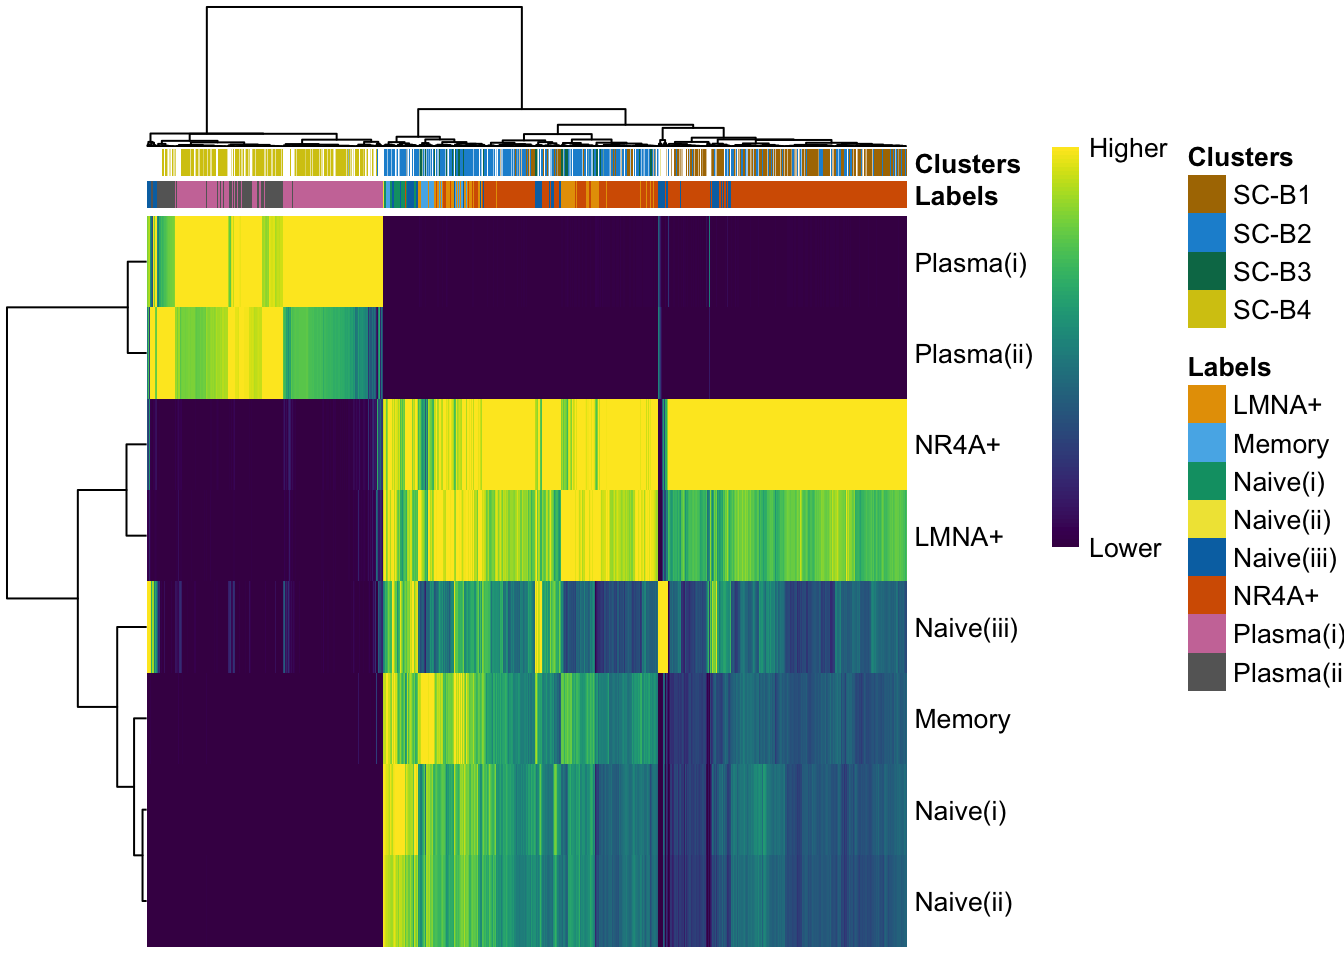 Clusters
Labels
Plasma(i)
Plasma(ii)
NR4A+
LMNA+
Naive(iii)
Memory
Naive(i)
Naive(ii)
Higher
Lower
Clusters
SC-B1
SC-B2
SC-B3
SC-B4
Labels
LMNA+
Memory
Naive(i)
Naive(ii)
Naive(iii)
NR4A+
Plasma(i)
Plasma(ii